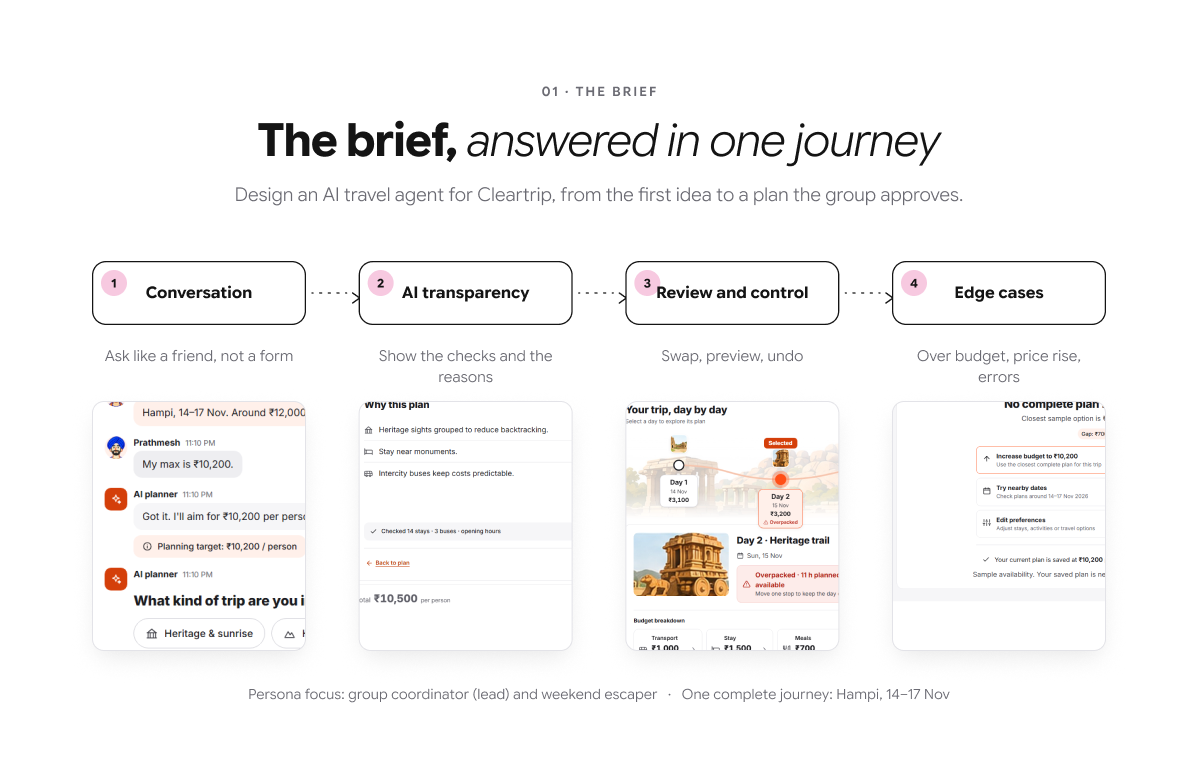 01 · THE BRIEF
The brief, answered in one journey
Design an AI travel agent for Cleartrip, from the first idea to a plan the group approves.
1
Conversation
2
AI transparency
3
Review and control
4
Edge cases
Ask like a friend, not a form
Show the checks and the
reasons
Swap, preview, undo
Over budget, price rise,
errors
Hampi, 14–17 Nov. Around ₹12,000
Prathmesh 11:10 PM
My max is ₹10,200.
AI planner 11:10 PM
Got it. I'll aim for ₹10,200 per perso
Planning target: ₹10,200 / person
AI planner 11:10 PM
What kind of trip are you i
Heritage & sunrise
Why this plan
Heritage sights grouped to reduce backtracking.
Stay near monuments.
Intercity buses keep costs predictable.
Checked 14 stays · 3 buses · opening hours
Back to plan
otal ₹10,500 per person
Your trip, day by day
Select a day to explore its plan
Selected
Day 1
14 Nov
₹3,100
Day 2
15 Nov
₹3,200
Overpacked
Day 2 · Heritage trail
Sun, 15 Nov
Overpacked · 11 h planned
available
Move one stop to keep the day
Budget breakdown
Transport
₹1,000
Stay
₹1,500
Meals
₹700
No complete plan
Closest sample option is ₹
Gap: ₹70
Increase budget to ₹10,200
Use the closest complete plan for this trip
Try nearby dates
Check plans around 14–17 Nov 2026
Edit preferences
Adjust stays, activities or travel options
Your current plan is saved at ₹10,200
Sample availability. Your saved plan is ne
Persona focus: group coordinator (lead) and weekend escaper · One complete journey: Hampi, 14–17 Nov